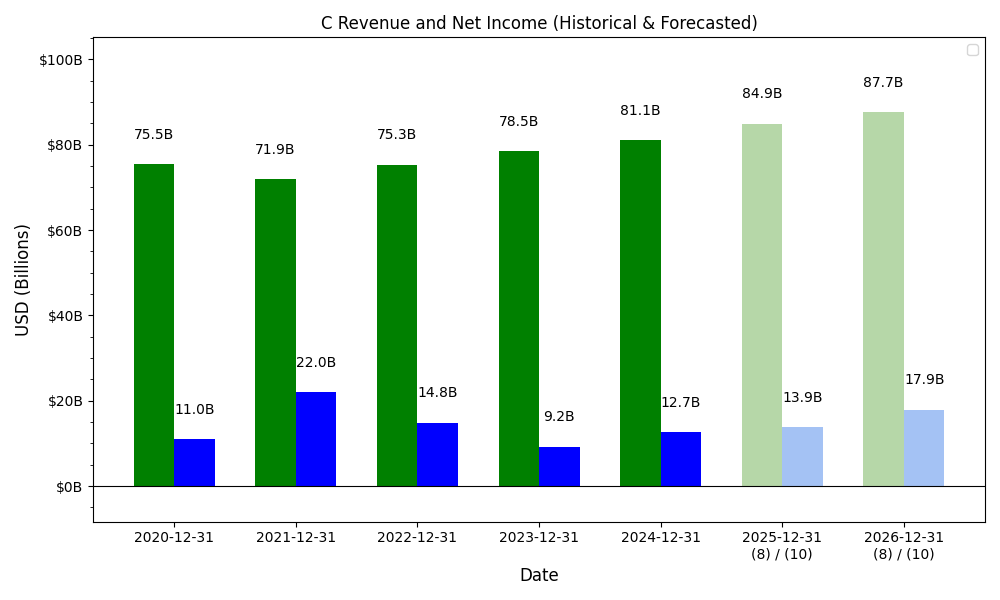 C Revenue and Net Income (Historical & Forecasted)
$100B
$80B
$60B
$40B
$20B
$0B
USD (Billions)
75.5B
11.0B
71.9B
22.0B
75.3B
14.8B
78.5B
9.2B
81.1B
12.7B
84.9B
13.9B
87.7B
17.9B
2020-12-31
2021-12-31
2022-12-31
2023-12-31
2024-12-31
2025-12-31
(8) / (10)
2026-12-31
(8) / (10)
Date